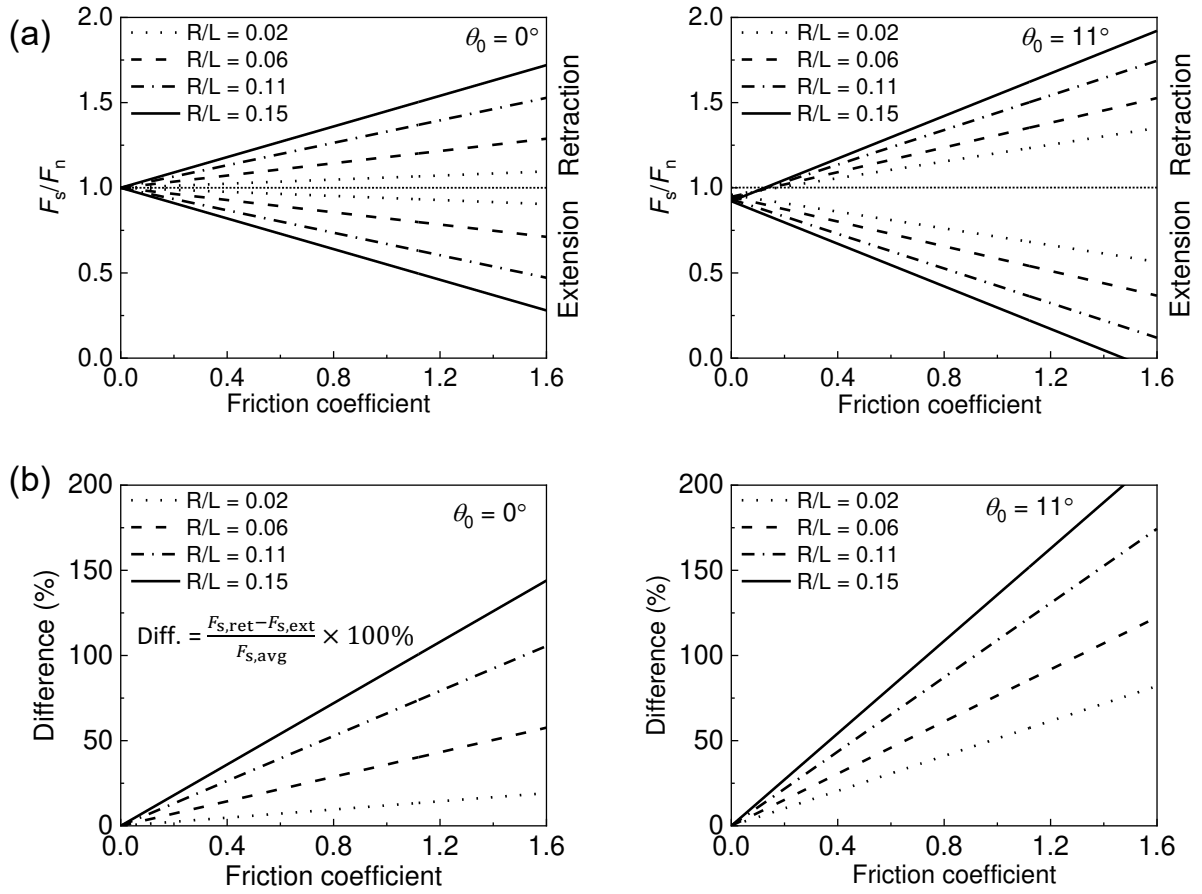 (a)
R/L = 0.02
R/L = 0.06
R/L = 0.11
R/L = 0.15
θ0 = 0°
2.0
1.5
1.0
0.5
0.0
Fs/Fn
Extension Retraction
0.0 0.4 0.8 1.2 1.6
Friction coefficient
R/L = 0.02
R/L = 0.06
R/L = 0.11
R/L = 0.15
θ0 = 11°
2.0
1.5
1.0
0.5
0.0
Fs/Fn
Extension Retraction
0.0 0.4 0.8 1.2 1.6
Friction coefficient
(b)
R/L = 0.02
R/L = 0.06
R/L = 0.11
R/L = 0.15
θ0 = 0°
Diff. = Fs,ret−Fs,ext / Fs,avg × 100%
200
150
100
50
0
Difference (%)
0.0 0.4 0.8 1.2 1.6
Friction coefficient
R/L = 0.02
R/L = 0.06
R/L = 0.11
R/L = 0.15
θ0 = 11°
200
150
100
50
0
Difference (%)
0.0 0.4 0.8 1.2 1.6
Friction coefficient